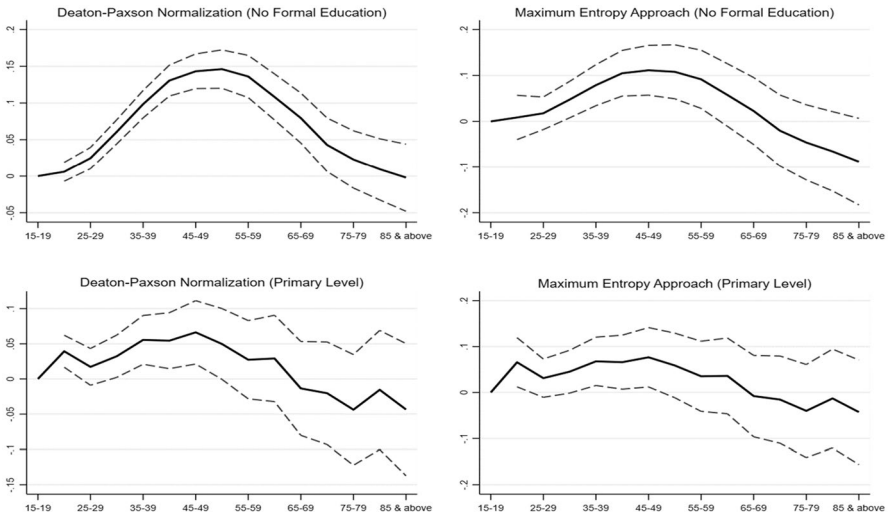 Deaton-Paxson Normalization (No Formal Education)
.2
.15
.1
.05
0
-.05
15-19 25-29 35-39 45-49 55-59 65-69 75-79 85 & above
Maximum Entropy Approach (No Formal Education)
.2
.1
0
-.1
-.2
15-19 25-29 35-39 45-49 55-59 65-69 75-79 85 & above
Deaton-Paxson Normalization (Primary Level)
.1
.05
0
-.05
-.1
-.15
15-19 25-29 35-39 45-49 55-59 65-69 75-79 85 & above
Maximum Entropy Approach (Primary Level)
.2
.1
0
-.1
-.2
15-19 25-29 35-39 45-49 55-59 65-69 75-79 85 & above